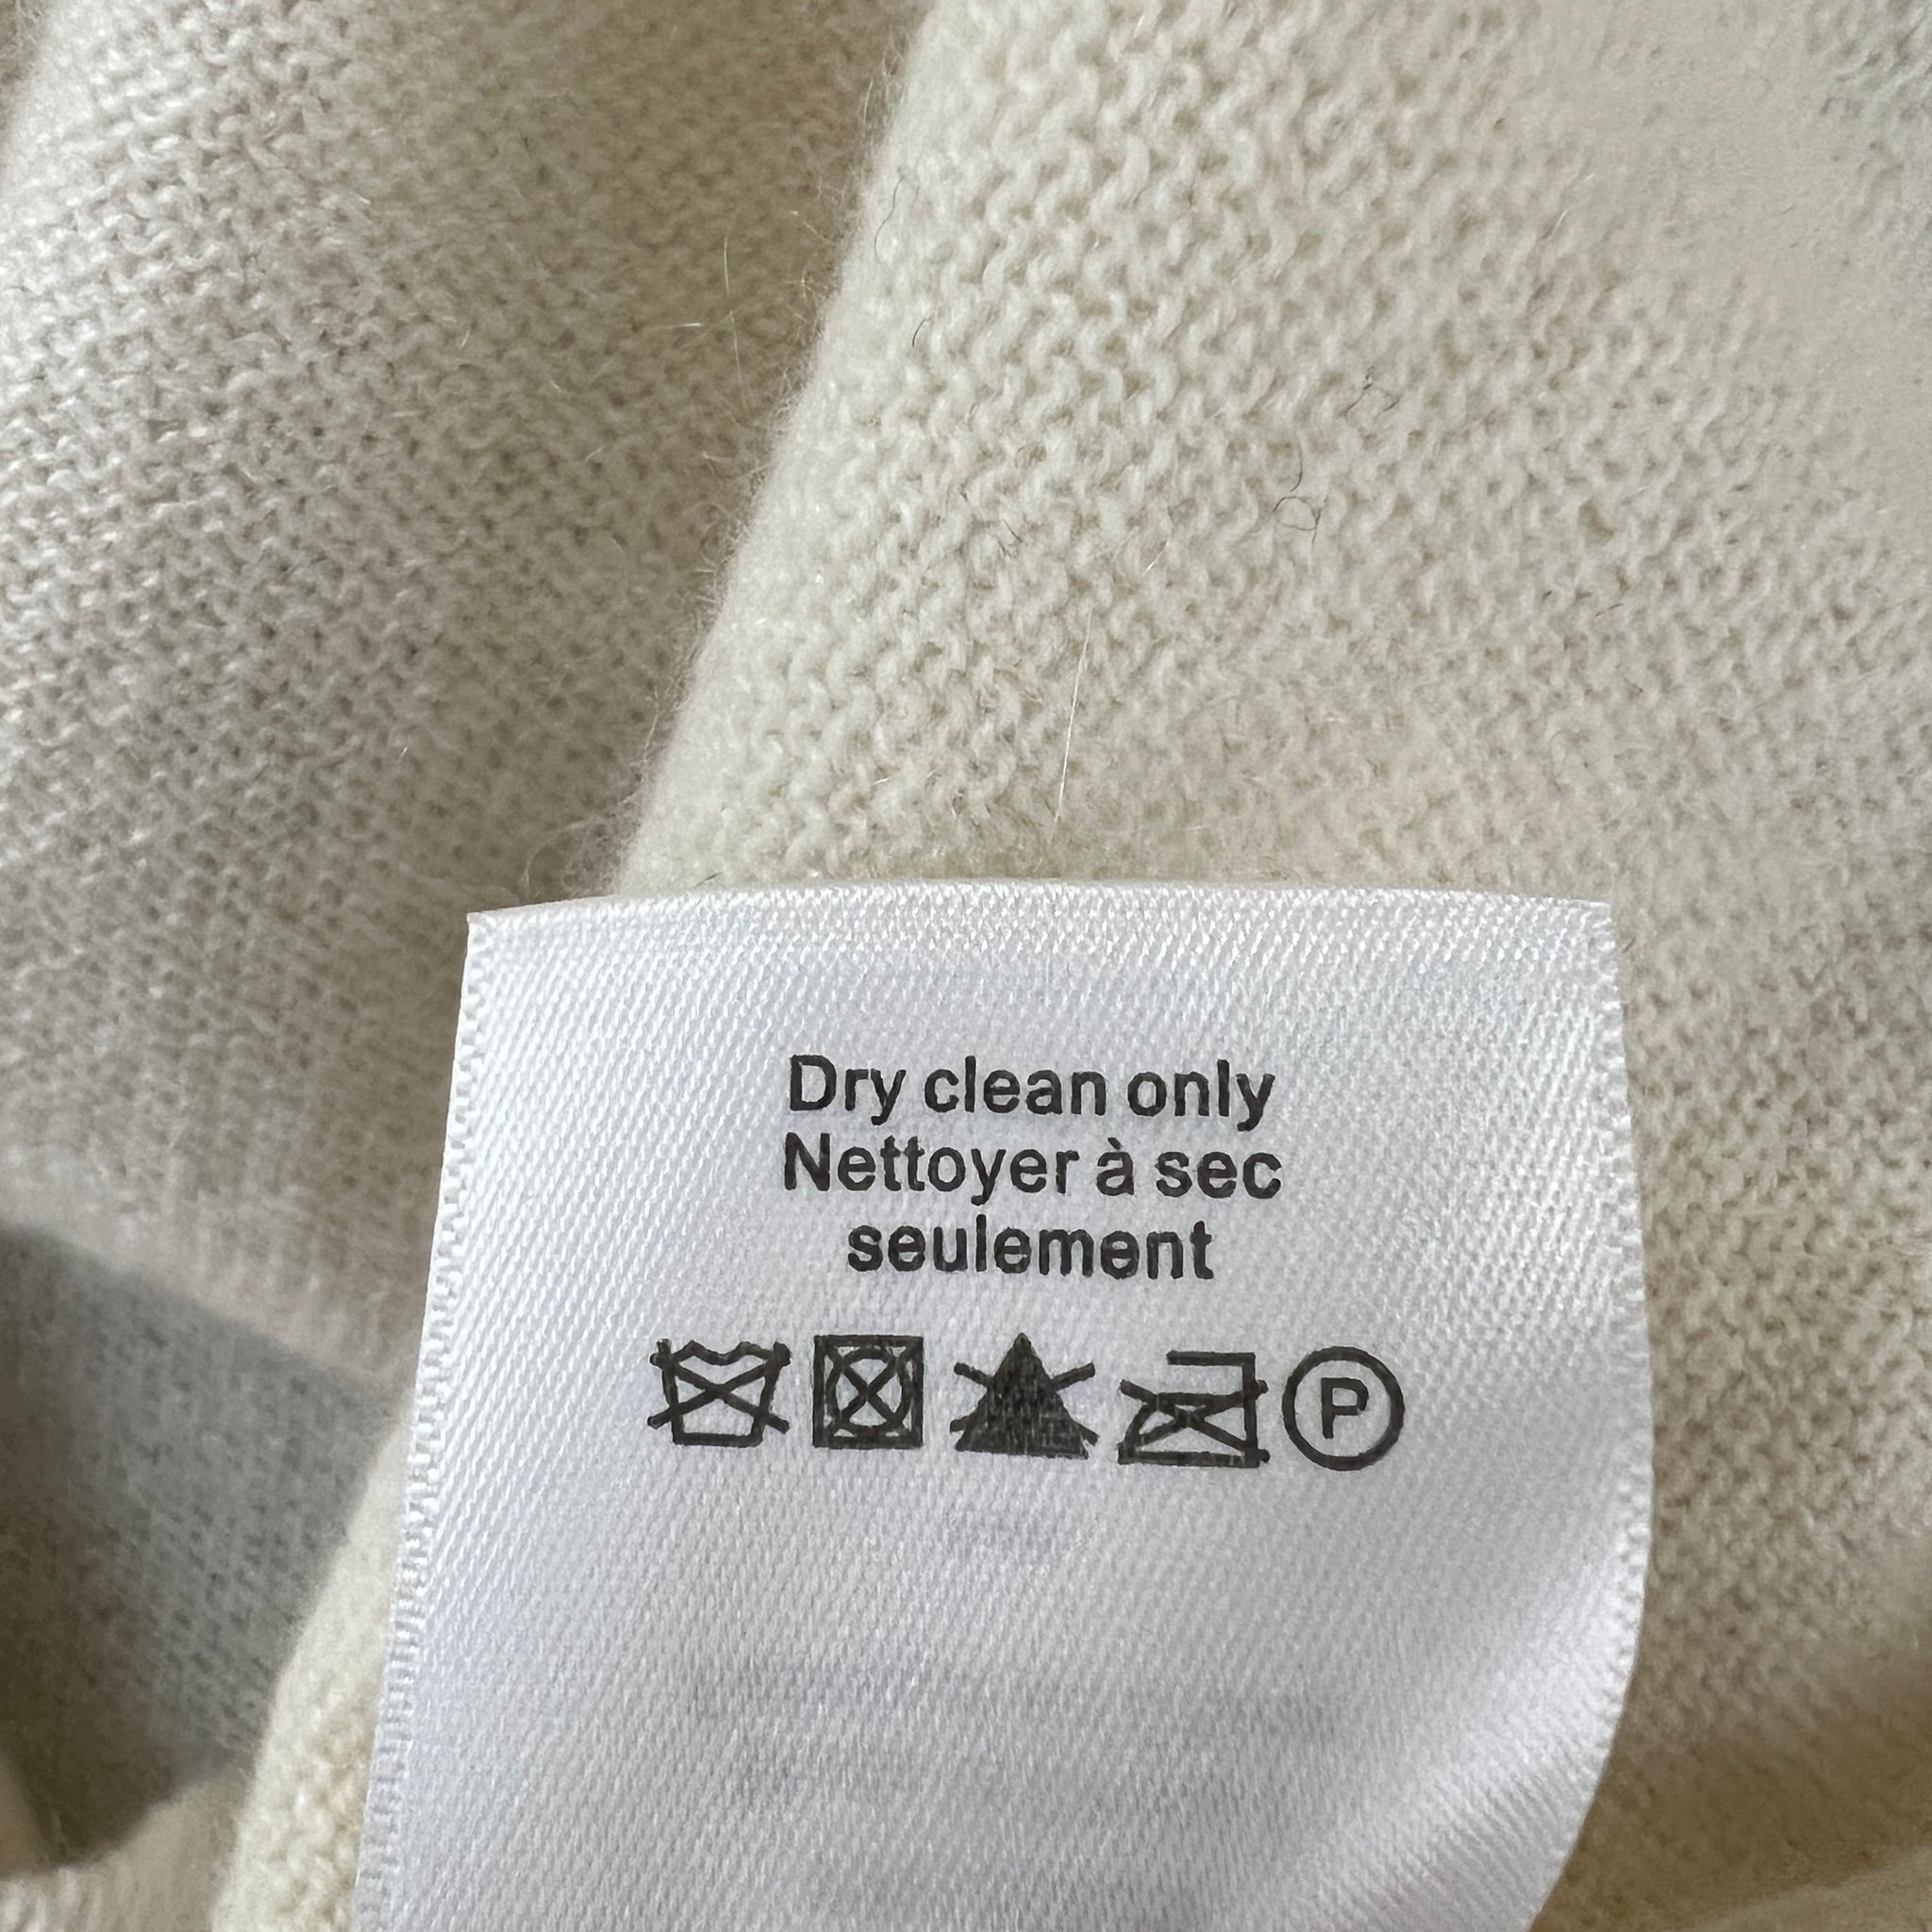 Dry clean only
Nettoyer à sec
seulement
P